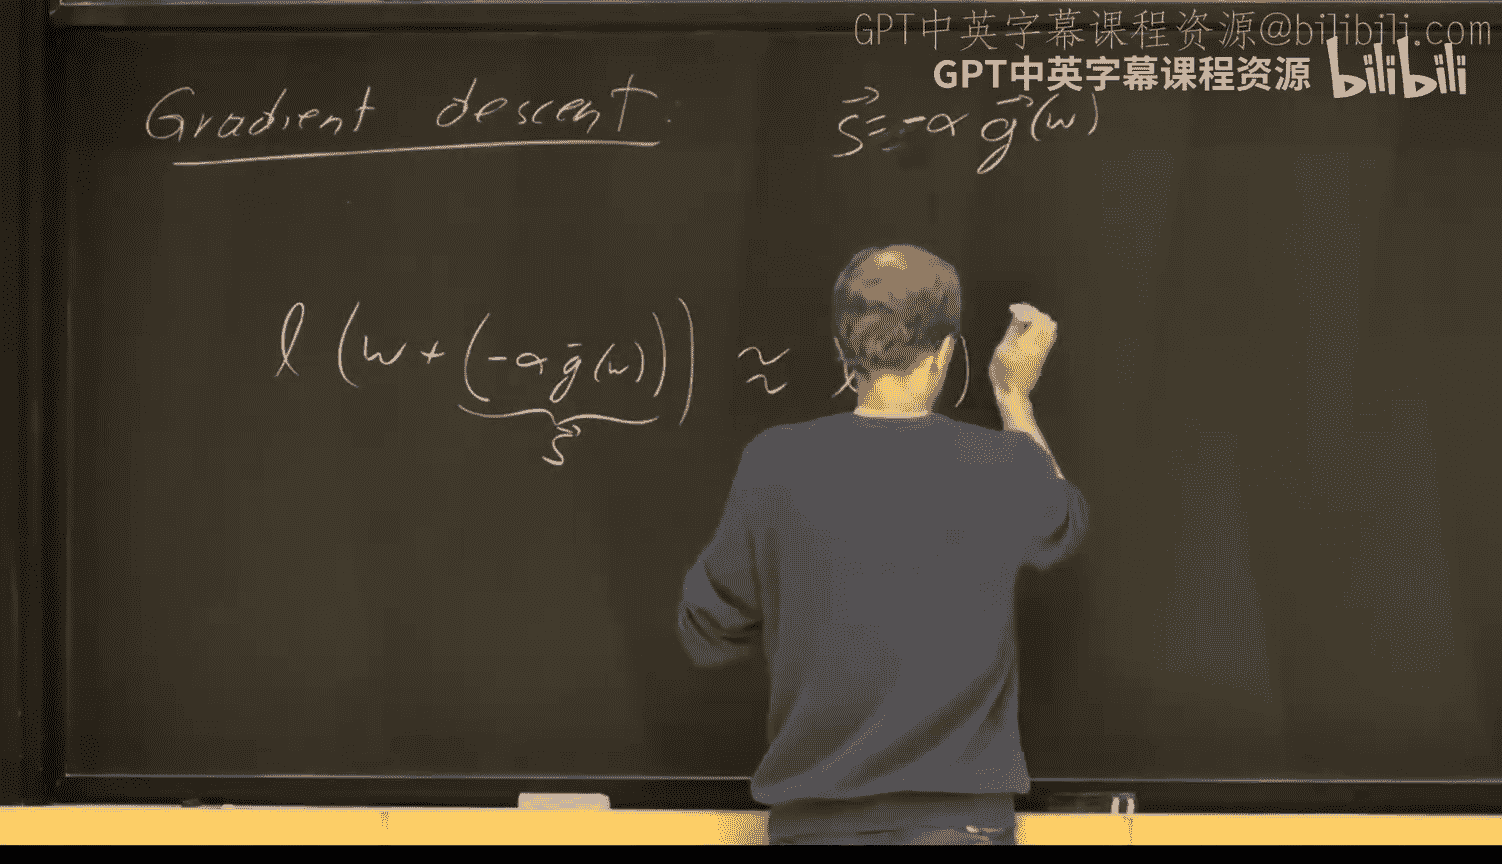 GPT中英字幕课程资源@bilibili.com
GPT中英字幕课程资源 bilibili
Gradient descent: s⃗ = -α g⃗(w)
l (w + (-α g⃗(w))) ≈ l( )
s⃗